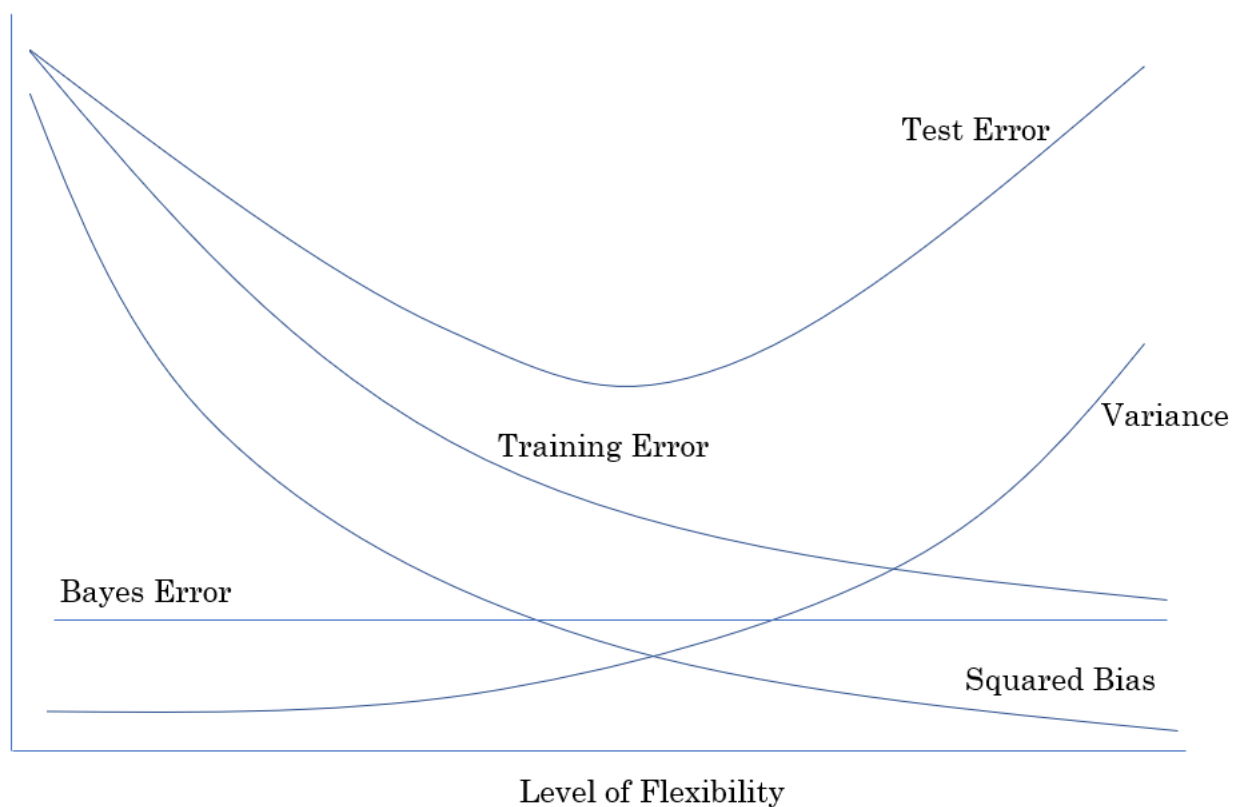 Test Error
Variance
Training Error
Bayes Error
Squared Bias
Level of Flexibility